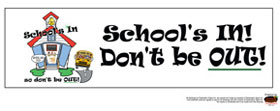 School's In
so don't be OUT!
School's IN!
Don't be OUT!